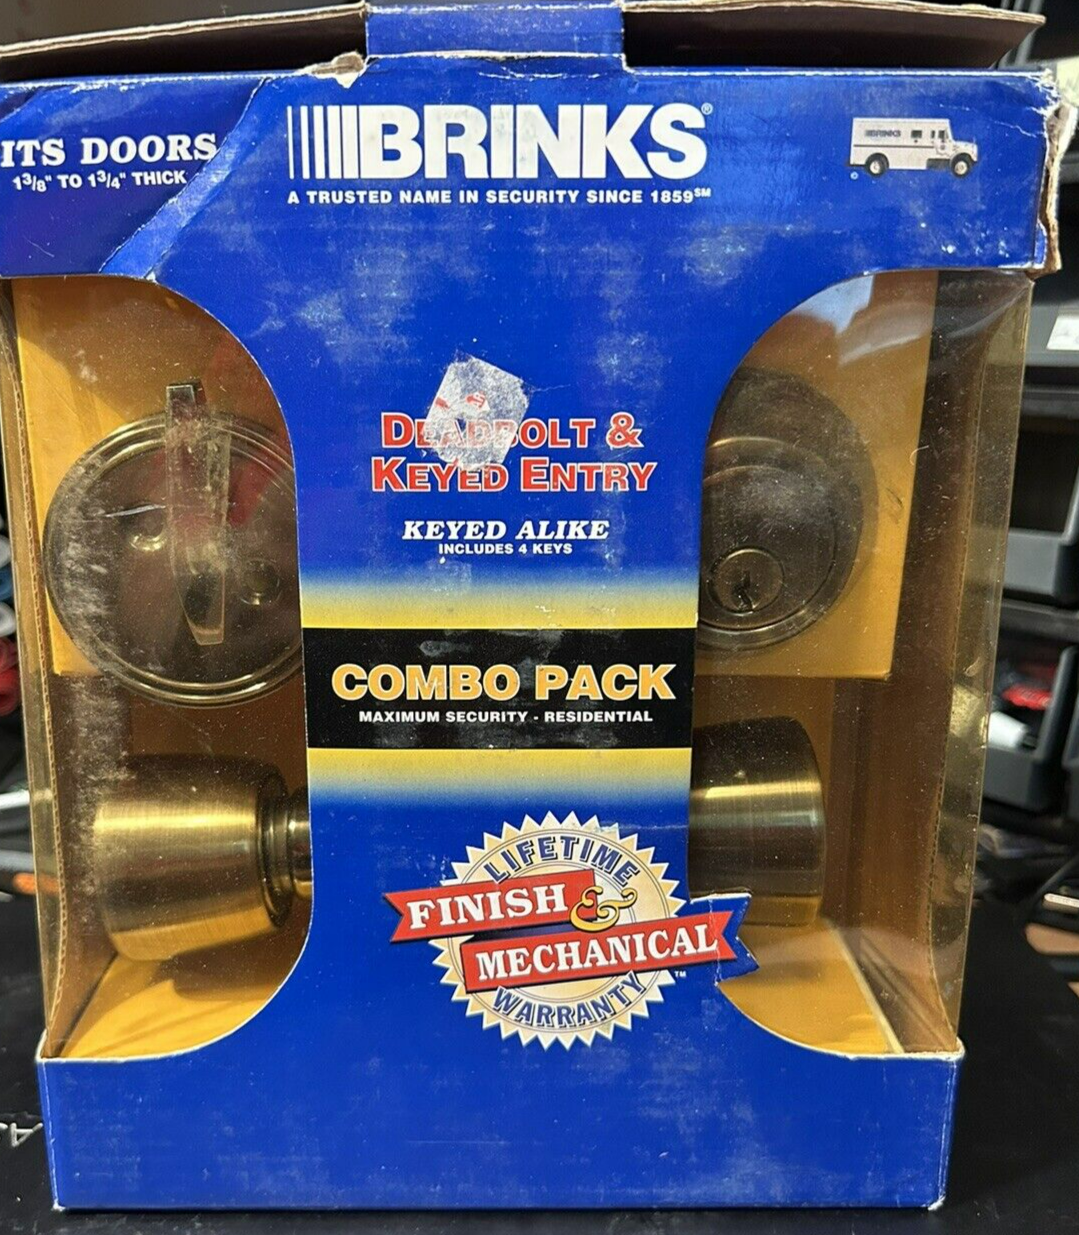 ITS DOORS
1 3/8" TO 1 3/4" THICK
BRINKS®
A TRUSTED NAME IN SECURITY SINCE 1859℠
BRINKS
®
DEADBOLT &
KEYED ENTRY
KEYED ALIKE
INCLUDES 4 KEYS
COMBO PACK
MAXIMUM SECURITY - RESIDENTIAL
LIFETIME
FINISH &
MECHANICAL
WARRANTY™